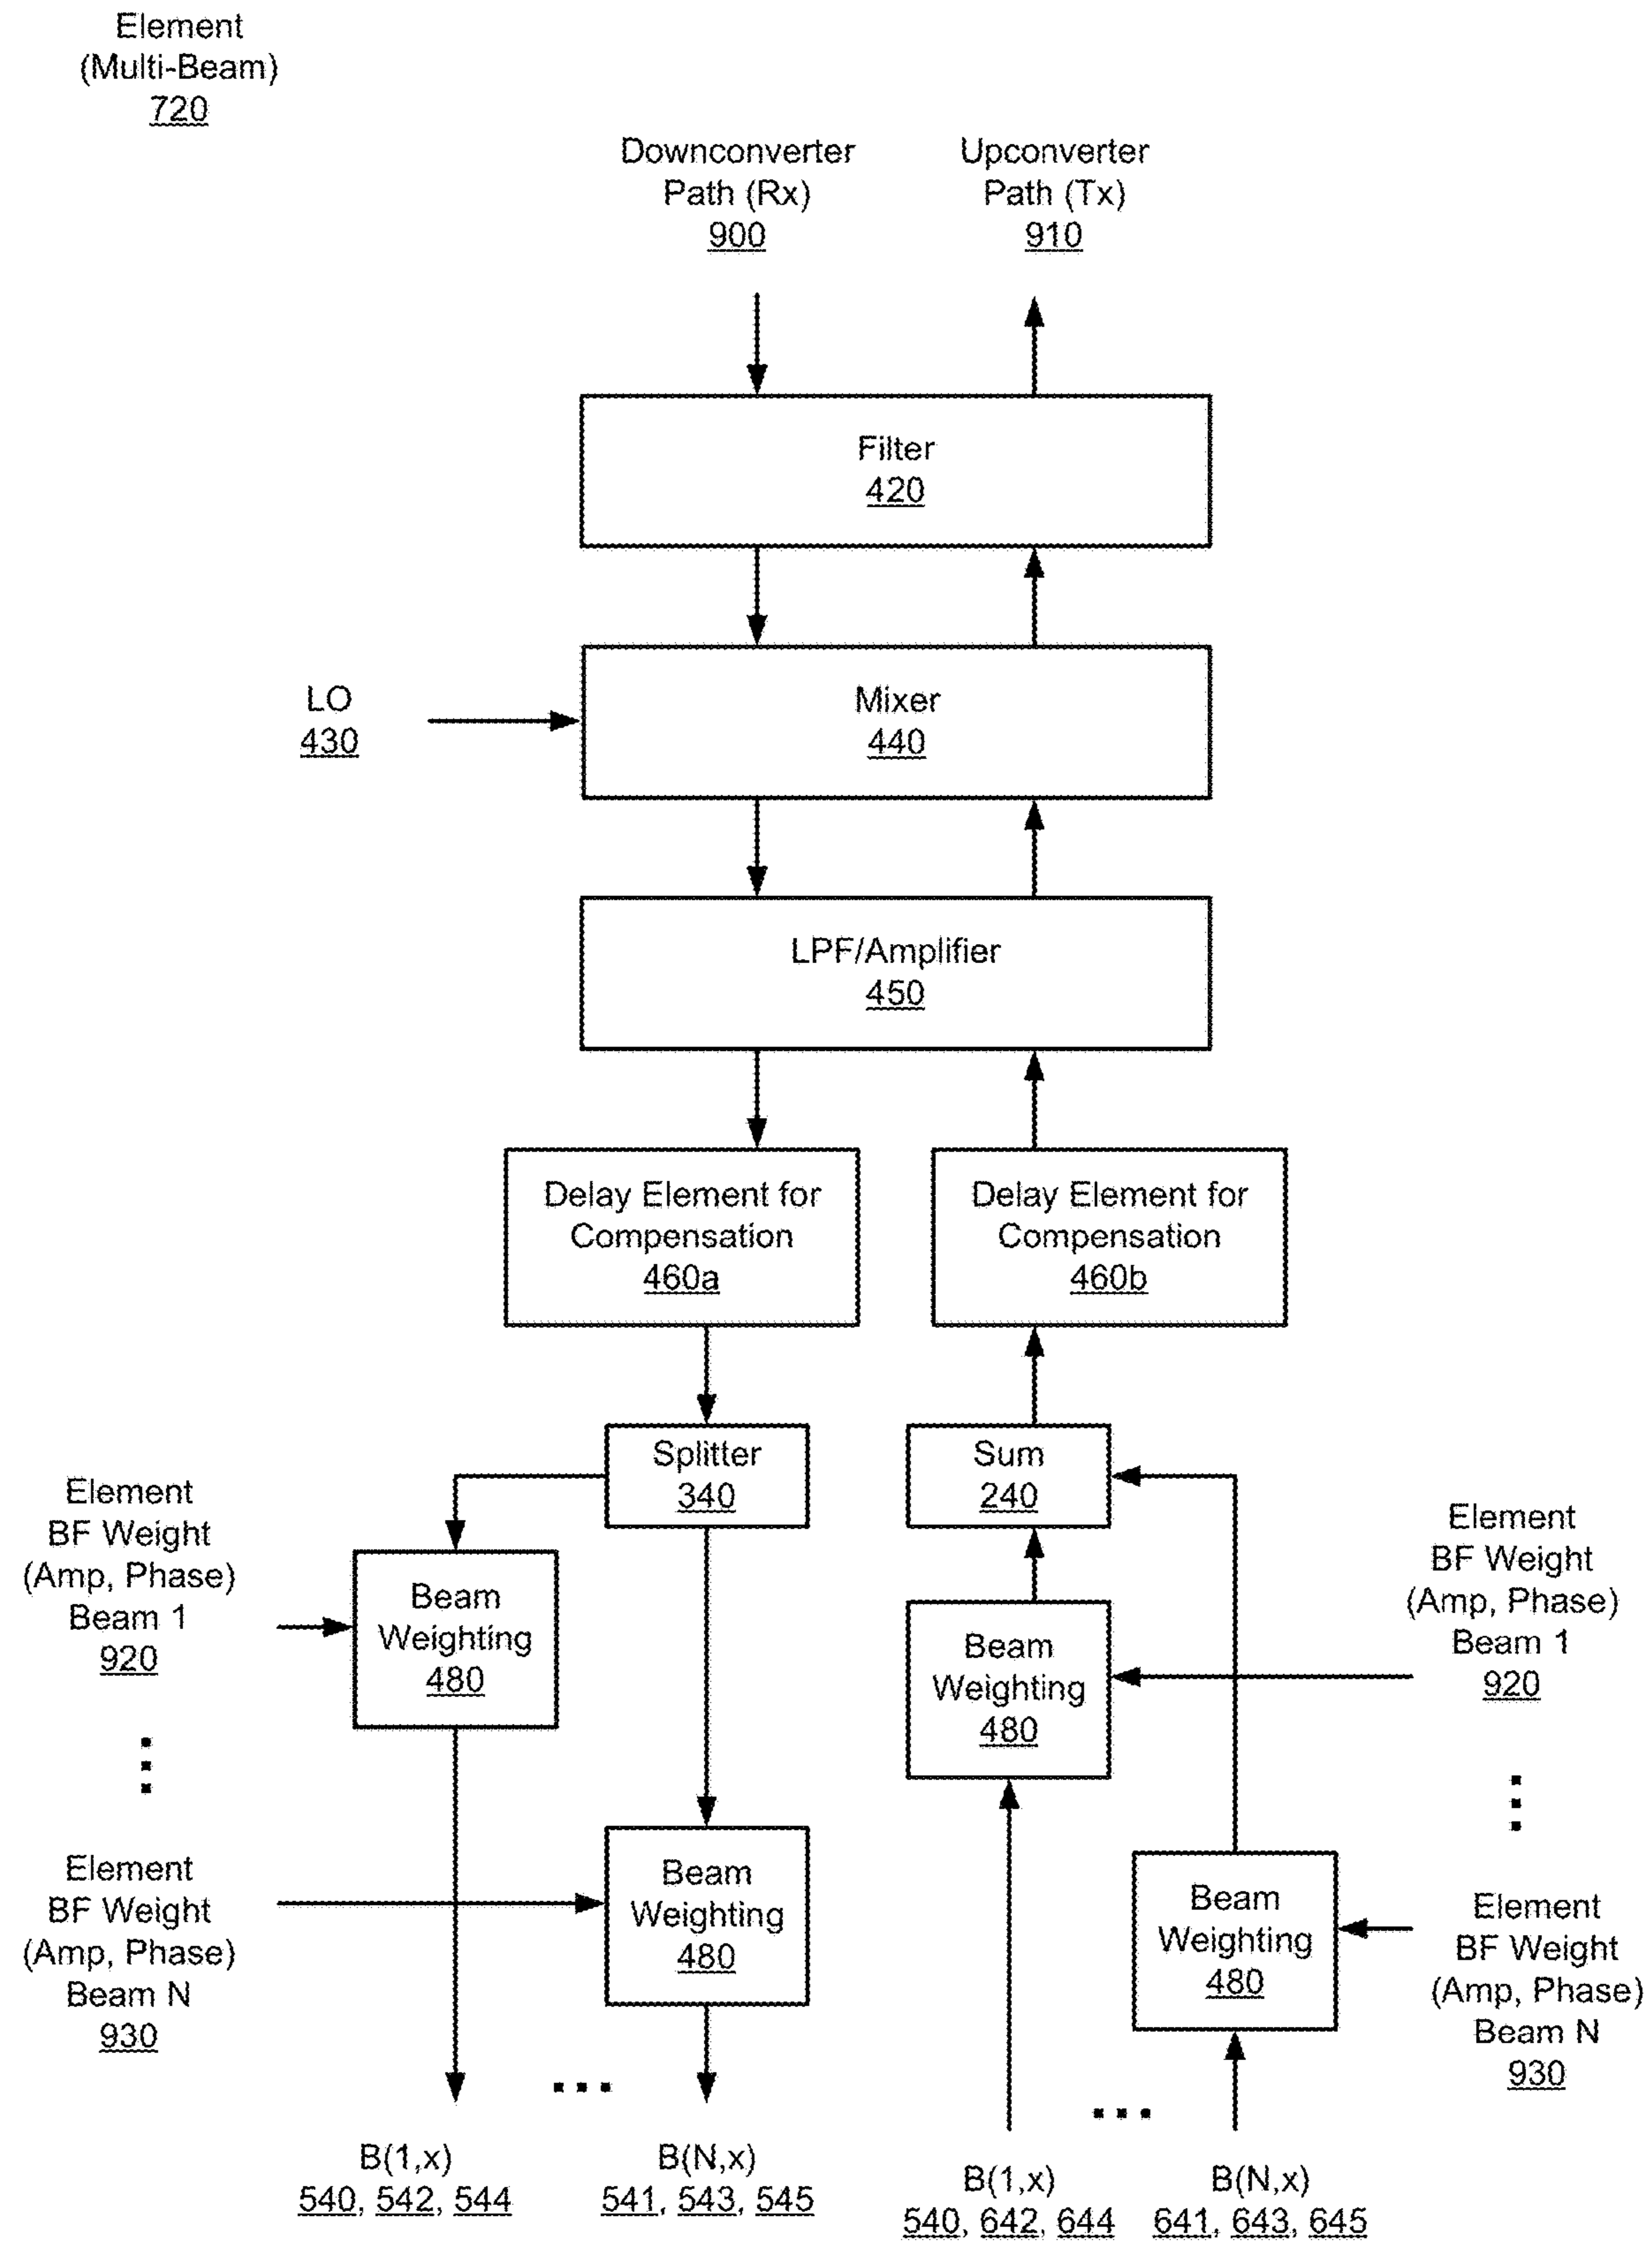 Element
(Multi-Beam)
720
Downconverter
Path (Rx)
900
Upconverter
Path (Tx)
910
Filter
420
LO
430
Mixer
440
LPF/Amplifier
450
Delay Element for
Compensation
460a
Delay Element for
Compensation
460b
Splitter
340
Sum
240
Element
BF Weight
(Amp, Phase)
Beam 1
920
Beam
Weighting
480
Beam
Weighting
480
Element
BF Weight
(Amp, Phase)
Beam 1
920
Element
BF Weight
(Amp, Phase)
Beam N
930
Beam
Weighting
480
Beam
Weighting
480
Element
BF Weight
(Amp, Phase)
Beam N
930
B(1,x)
540, 542, 544
B(N,x)
541, 543, 545
B(1,x)
540, 642, 644
B(N,x)
641, 643, 645